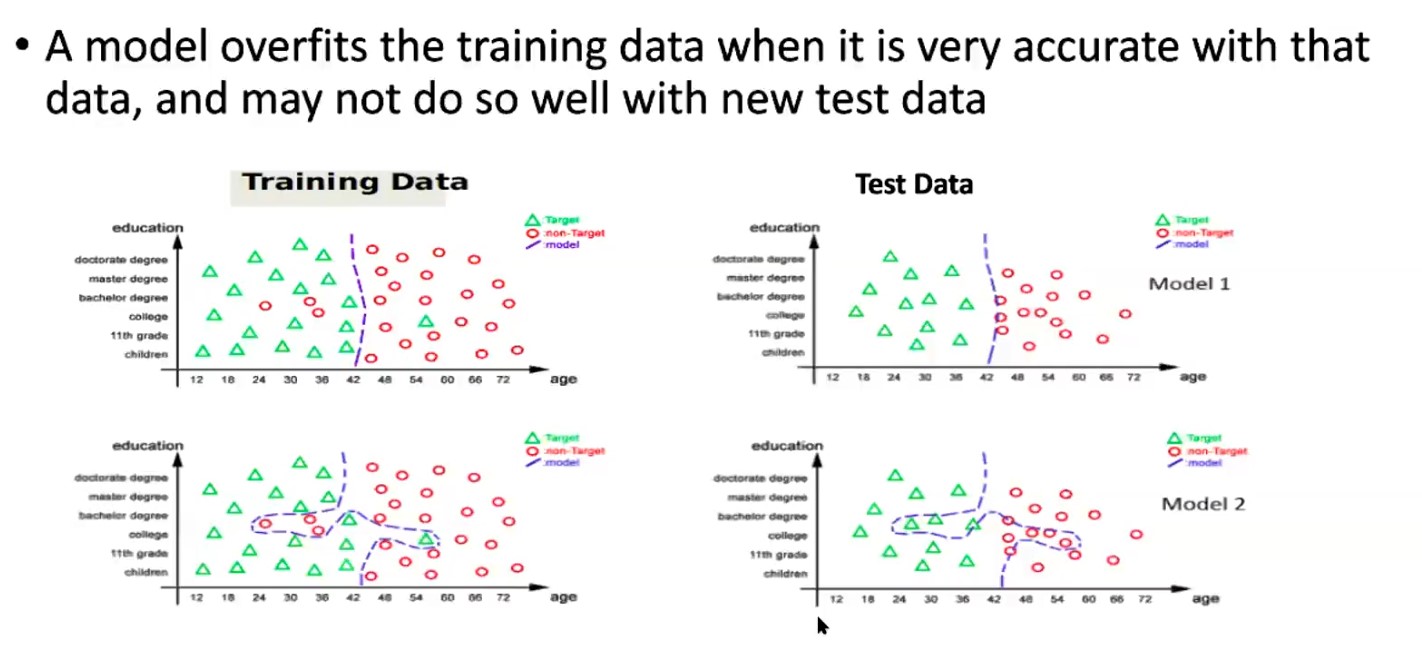 • A model overfits the training data when it is very accurate with that
data, and may not do so well with new test data
Training Data
Test Data
education
Target
non-Target
model
doctorate degree
master degree
bachelor degree
college
11th grade
children
12 18 24 30 36 42 48 54 60 66 72 age
education
Target
non-Target
model
Model 1
doctorate degree
master degree
bachelor degree
college
11th grade
children
12 18 24 30 36 42 48 54 60 66 72 age
education
Target
non-Target
model
doctorate degree
master degree
bachelor degree
college
11th grade
children
12 18 24 30 36 42 48 54 60 66 72 age
education
Target
non-Target
model
Model 2
doctorate degree
master degree
bachelor degree
college
11th grade
children
12 18 24 30 36 42 48 54 60 66 72 age